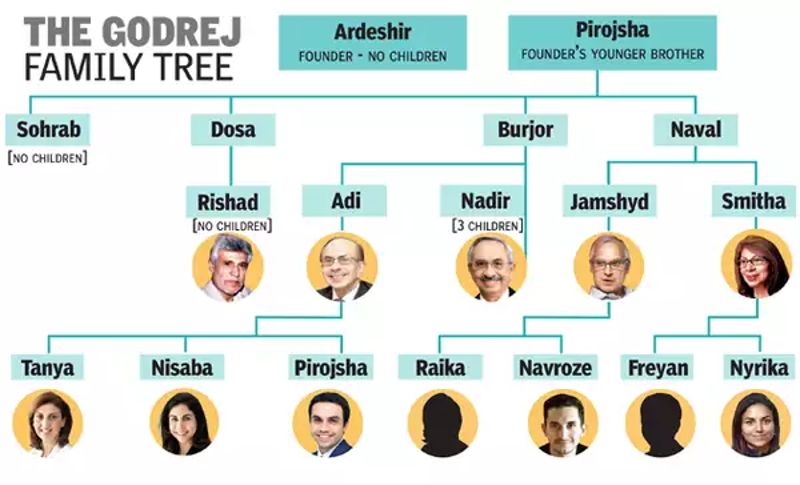 THE GODREJ
FAMILY TREE
Ardeshir
FOUNDER - NO CHILDREN
Pirojsha
FOUNDER'S YOUNGER BROTHER
Sohrab
[NO CHILDREN]
Dosa
Burjor
Naval
Rishad
[NO CHILDREN]
Adi
Nadir
[3 CHILDREN]
Jamshyd
Smitha
Tanya
Nisaba
Pirojsha
Raika
Navroze
Freyan
Nyrika